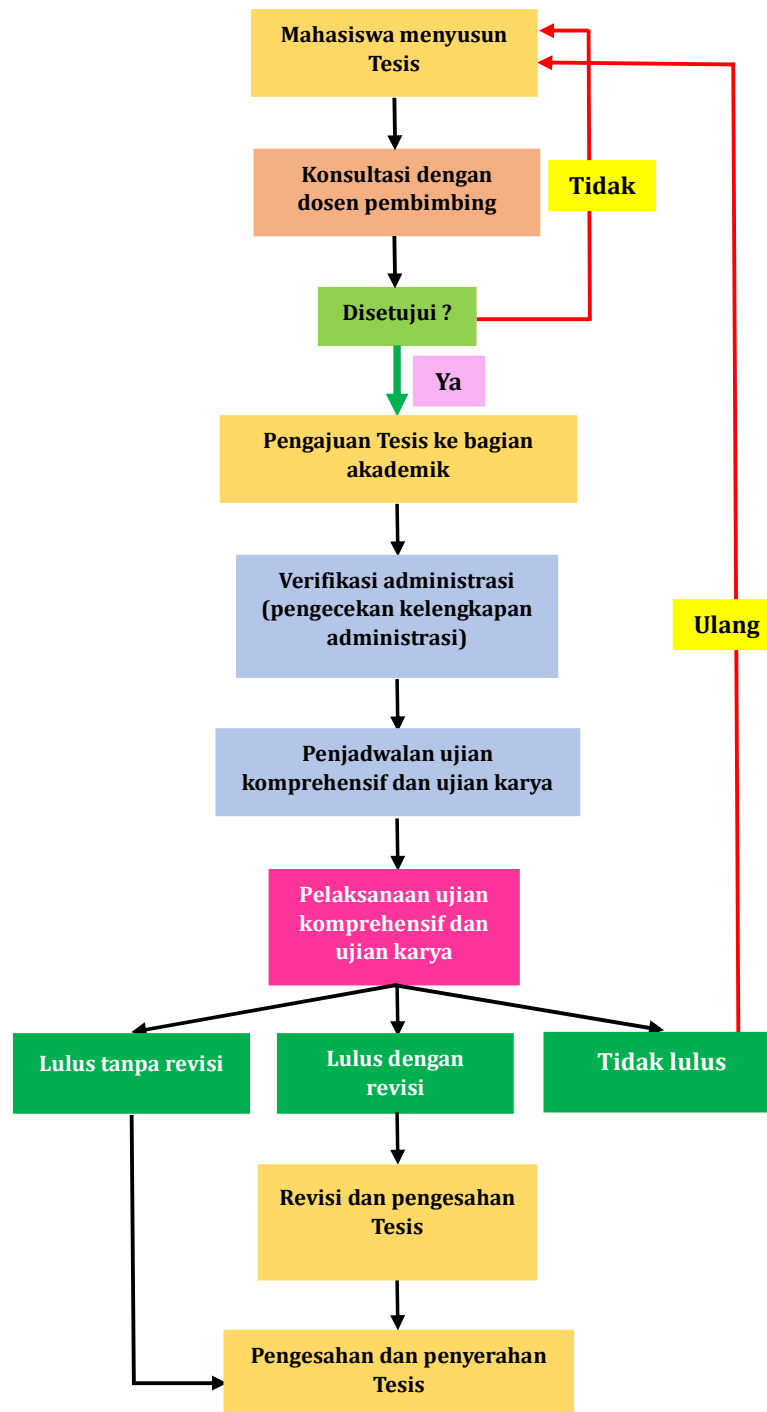 Mahasiswa menyusun
Tesis
Konsultasi dengan
dosen pembimbing
Tidak
Disetujui ?
Ya
Pengajuan Tesis ke bagian
akademik
Verifikasi administrasi
(pengecekan kelengkapan
administrasi)
Ulang
Penjadwalan ujian
komprehensif dan ujian karya
Pelaksanaan ujian
komprehensif dan
ujian karya
Lulus tanpa revisi
Lulus dengan
revisi
Tidak lulus
Revisi dan pengesahan
Tesis
Pengesahan dan penyerahan
Tesis